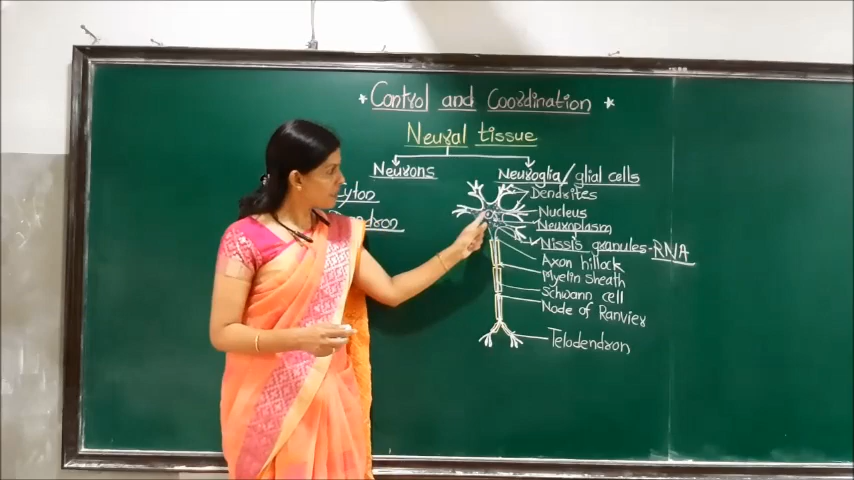 * Control and Coordination *
Neural tissue
Neurons
Neuroglia/glial cells
Dendrites
Nucleus
Neuroplasm
Nissls granules-RNA
Axon hillock
Myelin sheath
Schwann cell
Node of Ranvier
Telodendron